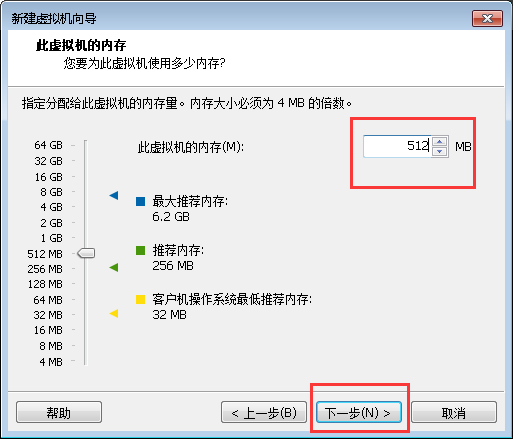 新建虚拟机向导
此虚拟机的内存
您要为此虚拟机使用多少内存?
指定分配给此虚拟机的内存量。内存大小必须为 4 MB 的倍数。
此虚拟机的内存(M): 512 MB
64 GB
32 GB
16 GB
8 GB
4 GB
2 GB
1 GB
512 MB
256 MB
128 MB
64 MB
32 MB
16 MB
8 MB
4 MB
最大推荐内存:
6.2 GB
推荐内存:
256 MB
客户机操作系统最低推荐内存:
32 MB
帮助 < 上一步(B) 下一步(N) > 取消